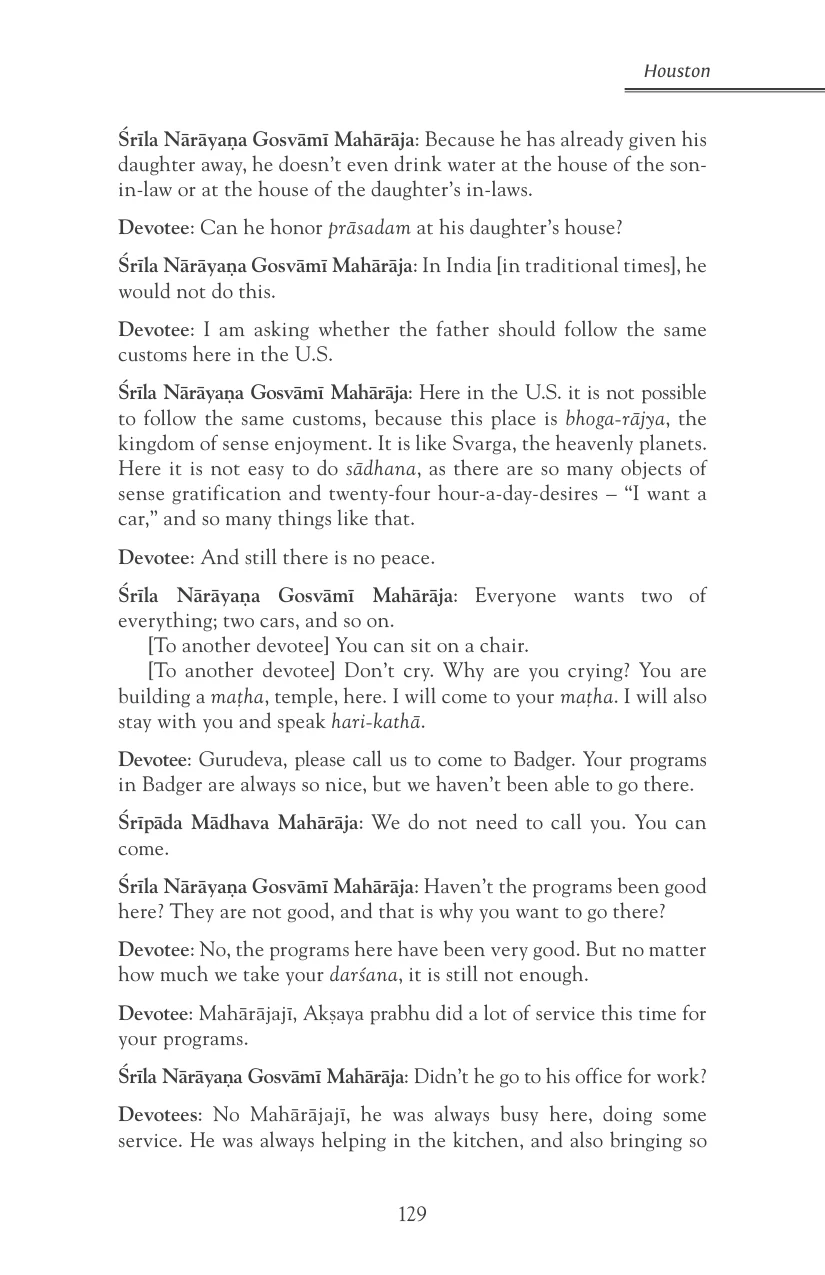 Houston
Śrīla Nārāyaṇa Gosvāmī Mahārāja: Because he has already given his
daughter away, he doesn’t even drink water at the house of the son-
in-law or at the house of the daughter’s in-laws.
Devotee: Can he honor prāsadam at his daughter’s house?
Śrīla Nārāyaṇa Gosvāmī Mahārāja: In India [in traditional times], he
would not do this.
Devotee: I am asking whether the father should follow the same
customs here in the U.S.
Śrīla Nārāyaṇa Gosvāmī Mahārāja: Here in the U.S. it is not possible
to follow the same customs, because this place is bhoga-rājya, the
kingdom of sense enjoyment. It is like Svarga, the heavenly planets.
Here it is not easy to do sādhana, as there are so many objects of
sense gratification and twenty-four hour-a-day-desires – “I want a
car,” and so many things like that.
Devotee: And still there is no peace.
Śrīla Nārāyaṇa Gosvāmī Mahārāja: Everyone wants two of
everything; two cars, and so on.
[To another devotee] You can sit on a chair.
[To another devotee] Don’t cry. Why are you crying? You are
building a maṭha, temple, here. I will come to your maṭha. I will also
stay with you and speak hari-kathā.
Devotee: Gurudeva, please call us to come to Badger. Your programs
in Badger are always so nice, but we haven’t been able to go there.
Śrīpāda Mādhava Mahārāja: We do not need to call you. You can
come.
Śrīla Nārāyaṇa Gosvāmī Mahārāja: Haven’t the programs been good
here? They are not good, and that is why you want to go there?
Devotee: No, the programs here have been very good. But no matter
how much we take your darśana, it is still not enough.
Devotee: Mahārājajī, Akṣaya prabhu did a lot of service this time for
your programs.
Śrīla Nārāyaṇa Gosvāmī Mahārāja: Didn’t he go to his office for work?
Devotees: No Mahārājajī, he was always busy here, doing some
service. He was always helping in the kitchen, and also bringing so
129